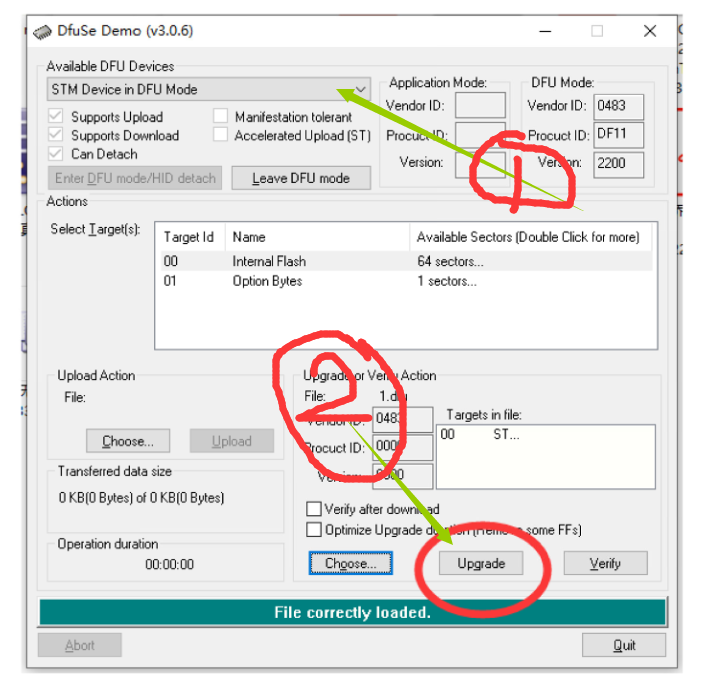 DfuSe Demo (v3.0.6)
Available DFU Devices
STM Device in DFU Mode
Supports Upload
Manifestation tolerant
Supports Download
Accelerated Upload (ST)
Can Detach
Enter DFU mode/HID detach
Leave DFU mode
Application Mode:
Vendor ID:
Procuct ID:
Version:
DFU Mode:
Vendor ID: 0483
Procuct ID: DF11
Version: 2200
1
Actions
Select Target(s):
Target Id Name Available Sectors (Double Click for more)
00 Internal Flash 64 sectors...
01 Option Bytes 1 sectors...
Upload Action
File:
Choose...
Upload
Transferred data size
0 KB(0 Bytes) of 0 KB(0 Bytes)
Operation duration
00:00:00
2
Upgrade or Verify Action
File: 1.dfu
Vendor ID: 0483
Procuct ID: 0000
Version: 0000
Targets in file:
00 ST...
Verify after download
Optimize Upgrade duration (Remove some FFs)
Choose...
Upgrade
Verify
File correctly loaded.
Abort
Quit